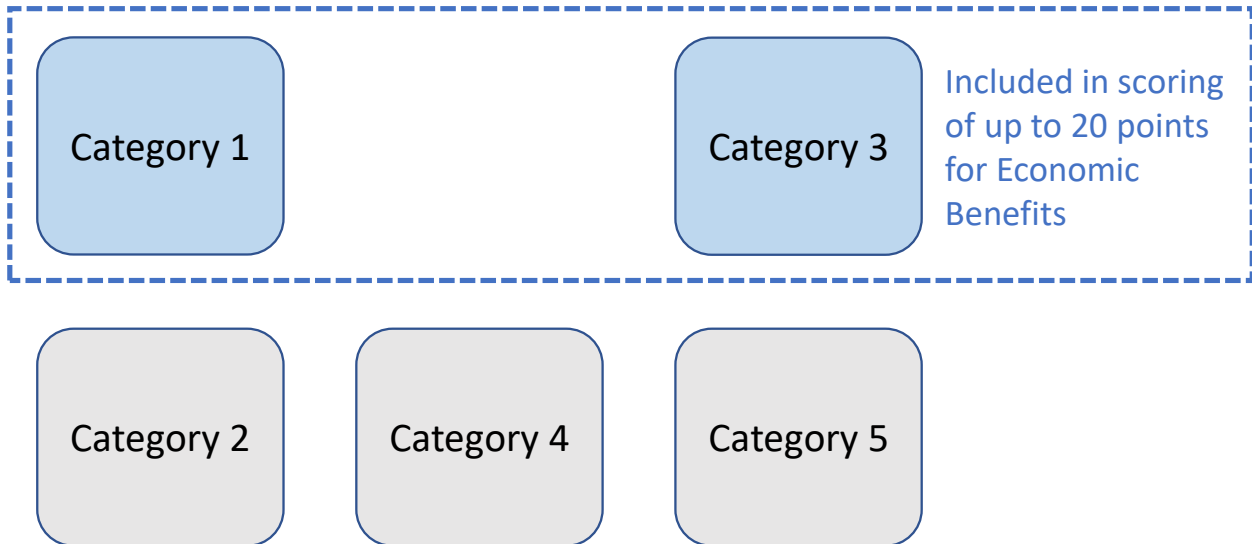 Category 1
Category 3
Included in scoring
of up to 20 points
for Economic
Benefits
Category 2
Category 4
Category 5